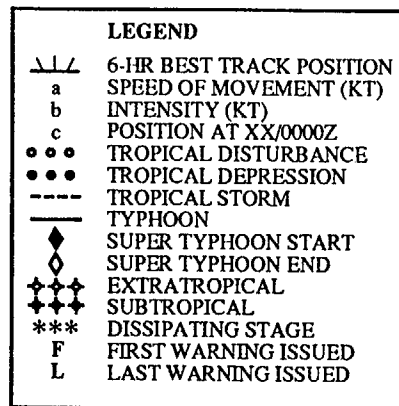 LEGEND
6-HR BEST TRACK POSITION
a SPEED OF MOVEMENT (KT)
b INTENSITY (KT)
c POSITION AT XX/0000Z
TROPICAL DISTURBANCE
TROPICAL DEPRESSION
TROPICAL STORM
TYPHOON
SUPER TYPHOON START
SUPER TYPHOON END
EXTRATROPICAL
SUBTROPICAL
*** DISSIPATING STAGE
F FIRST WARNING ISSUED
L LAST WARNING ISSUED